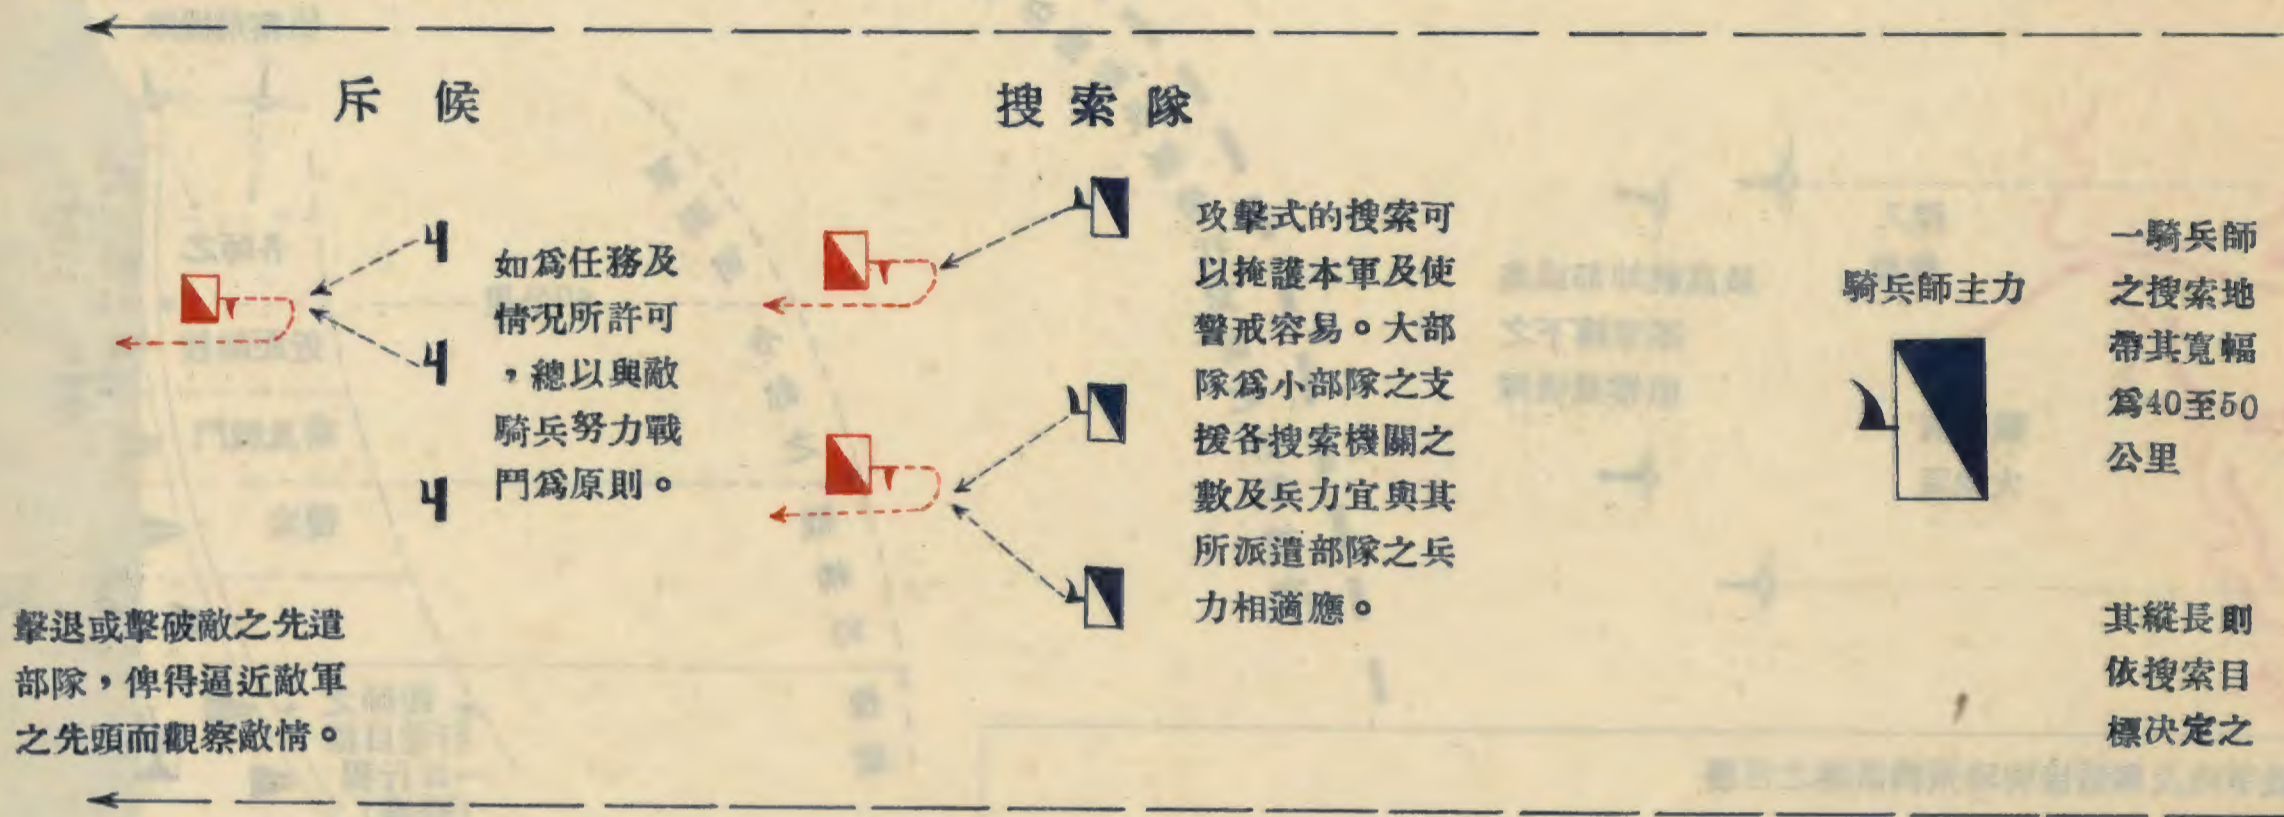 斥候
搜索隊
如爲任務及
情況所許可
，總以與敵
騎兵努力戰
鬥爲原則。
攻擊式的搜索可
以掩護本軍及使
警戒容易。大部
隊爲小部隊之支
援各搜索機關之
數及兵力宜與其
所派遣部隊之兵
力相適應。
騎兵師主力
一騎兵師
之搜索地
帶其寬幅
爲40至50
公里
擊退或擊破敵之先遣
部隊，俾得逼近敵軍
之先頭而觀察敵情。
其縱長則
依搜索目
標決定之